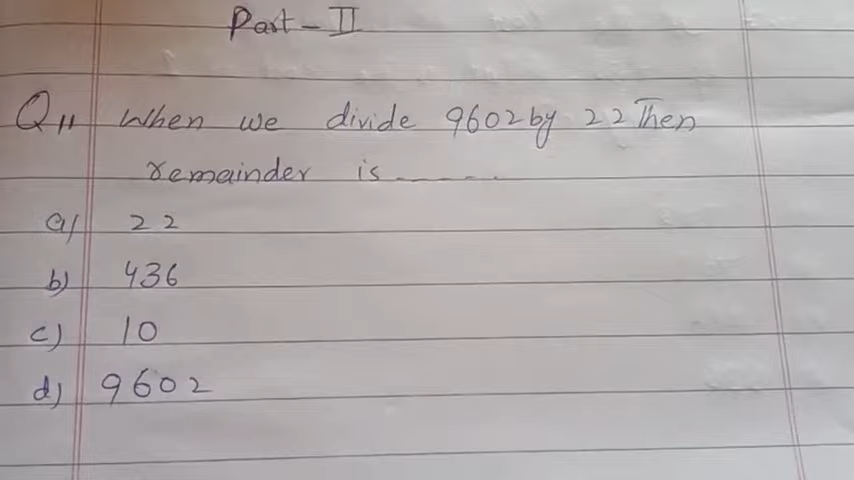 Part - II
Q11 When we divide 9602 by 22 Then
remainder is -----
a) 22
b) 436
c) 10
d) 9602